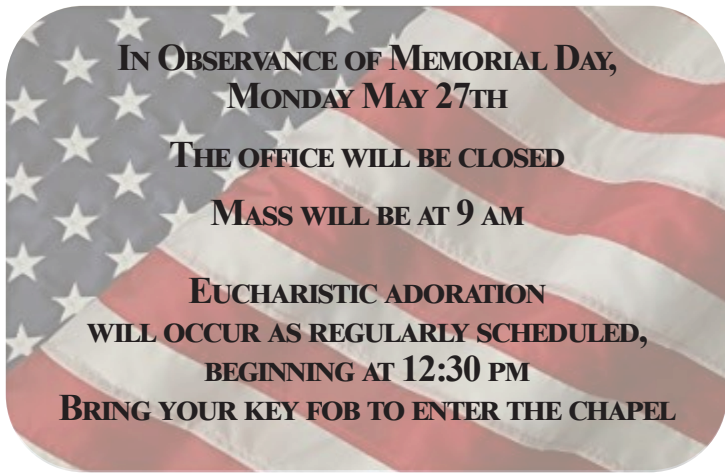 In Observance of Memorial Day,
Monday May 27th
The office will be closed
Mass will be at 9 am
Eucharistic adoration
will occur as regularly scheduled,
beginning at 12:30 pm
Bring your key fob to enter the chapel